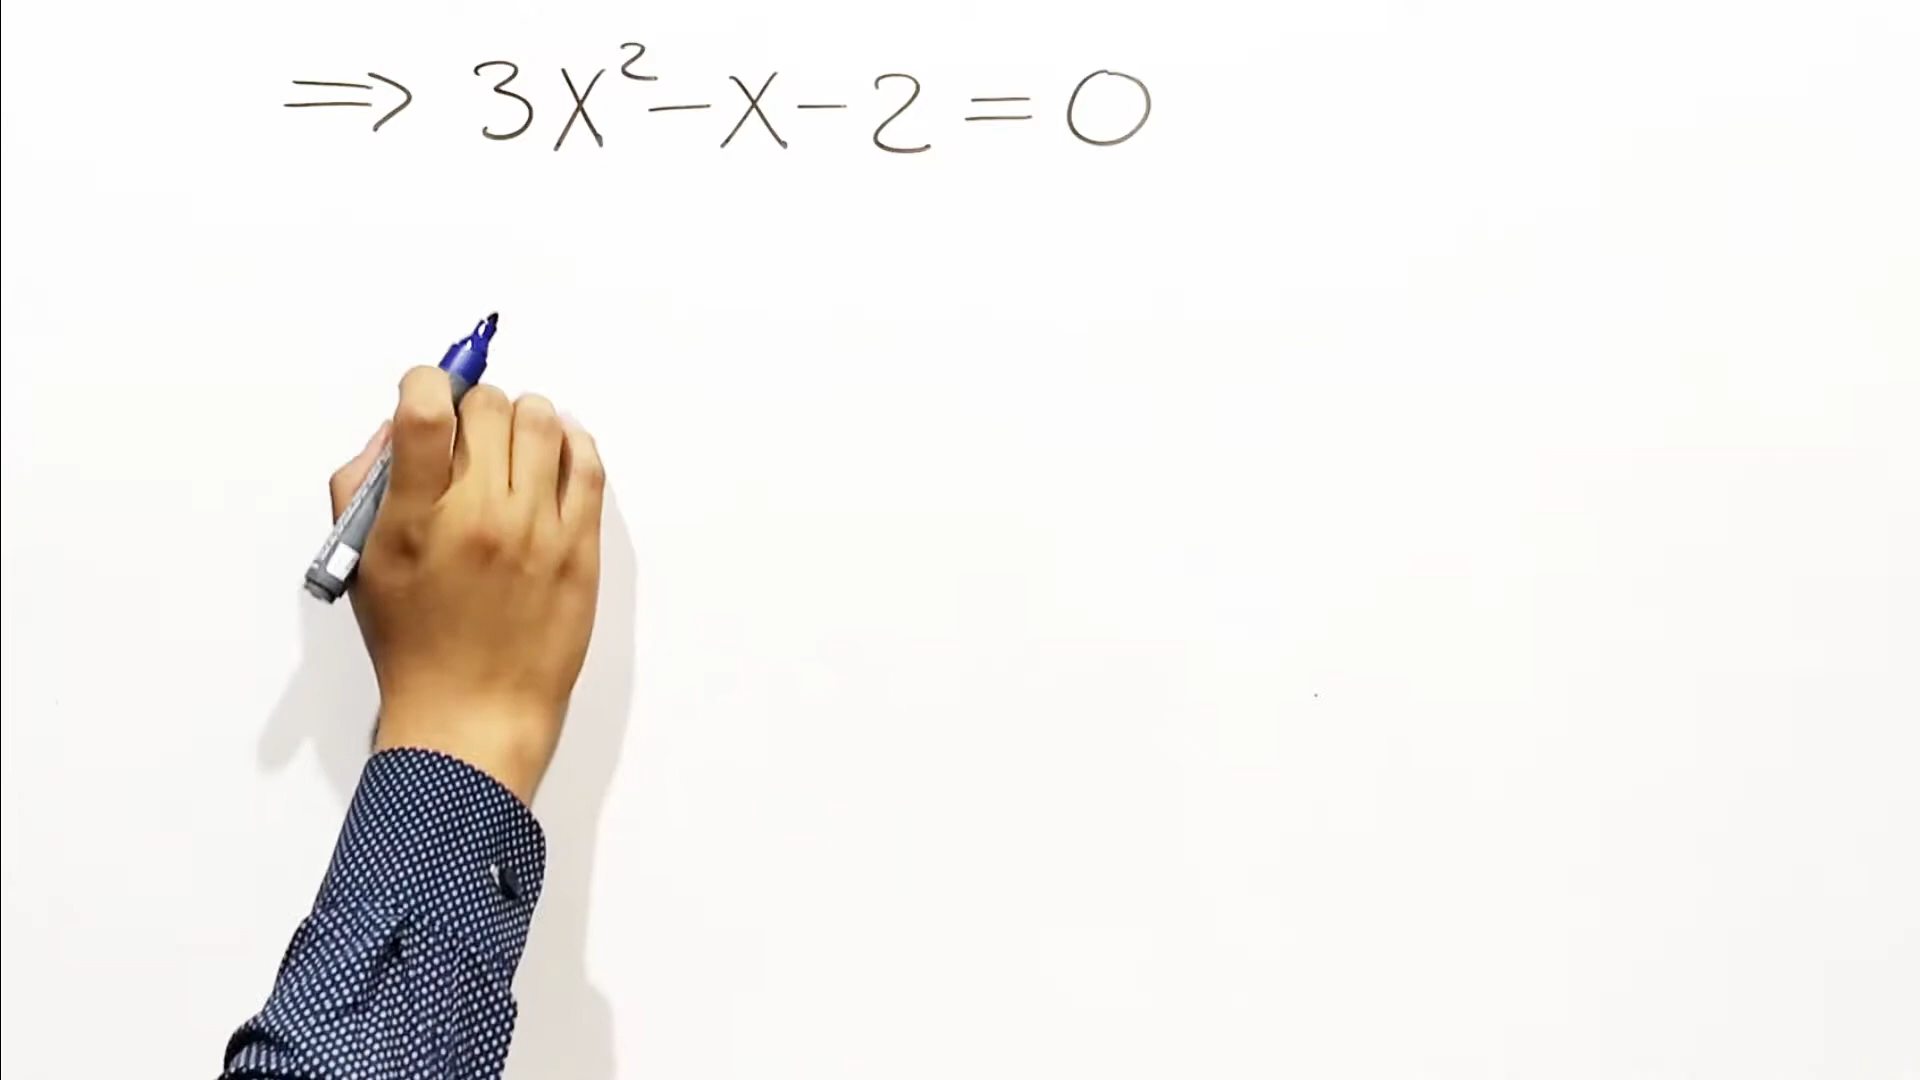 ⇒ 3x² - x - 2 = 0